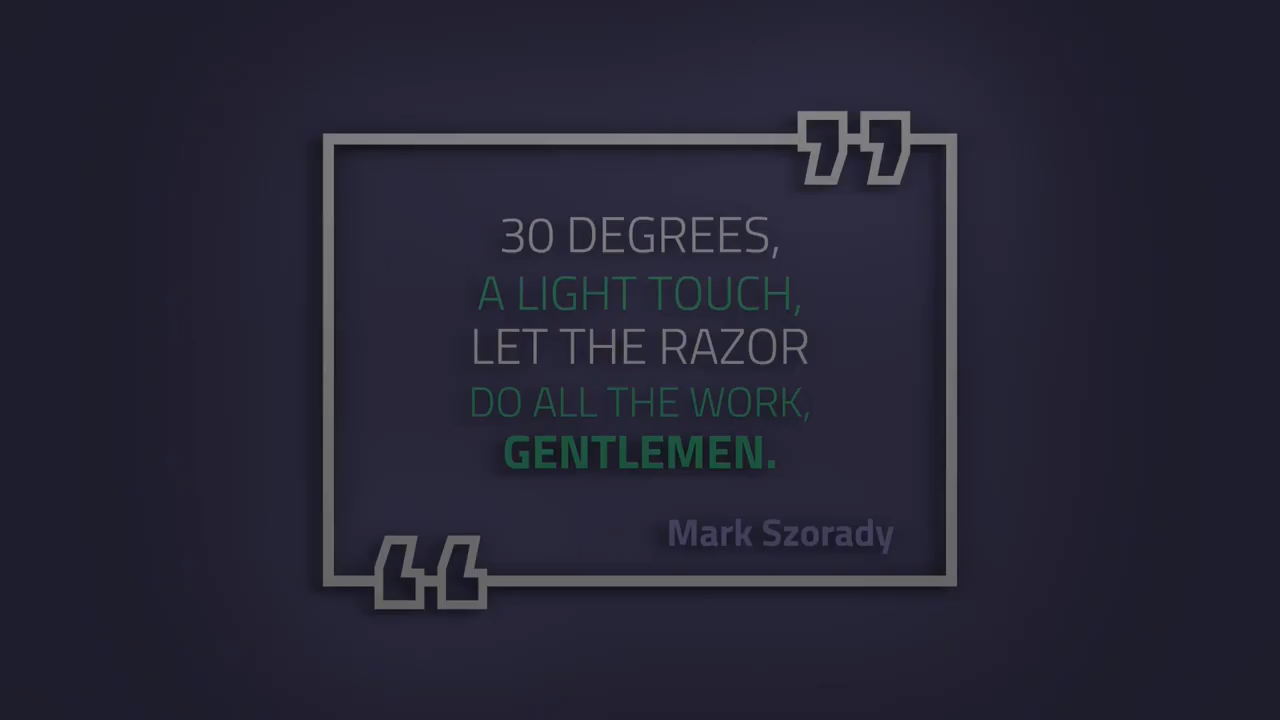 30 DEGREES,
A LIGHT TOUCH,
LET THE RAZOR
DO ALL THE WORK,
GENTLEMEN.
Mark Szorady